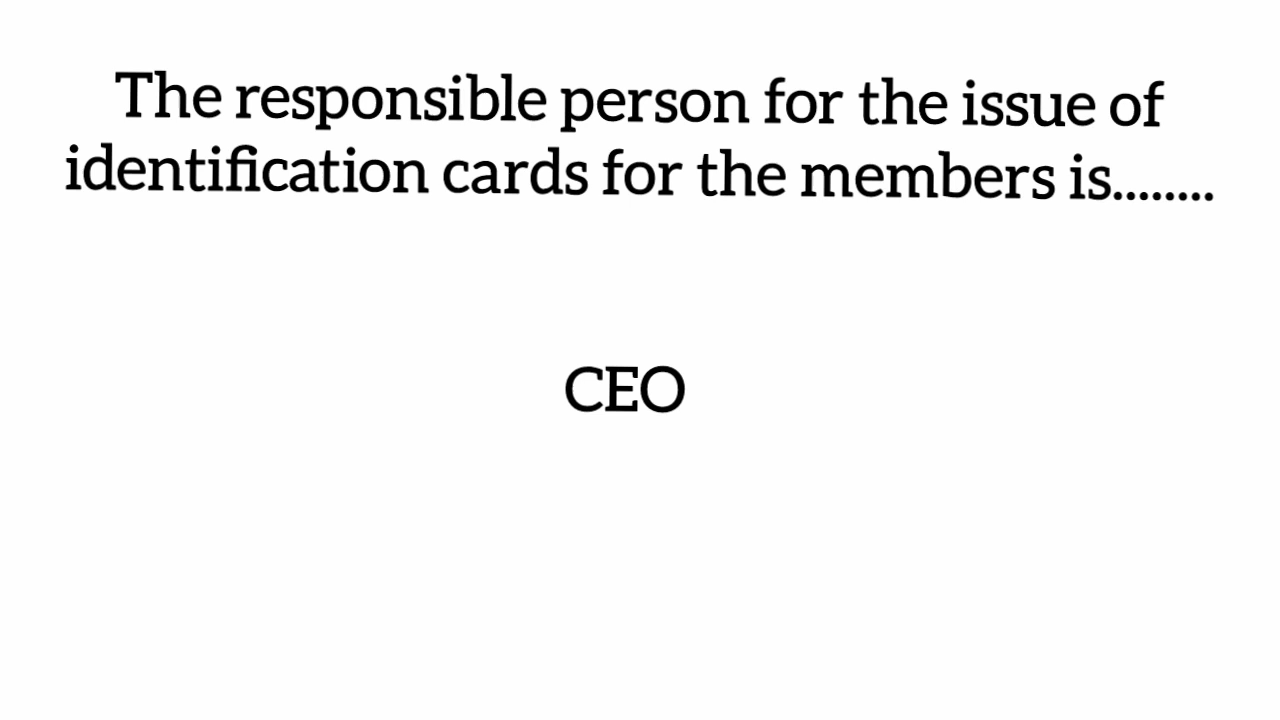 The responsible person for the issue of
identification cards for the members is........
CEO